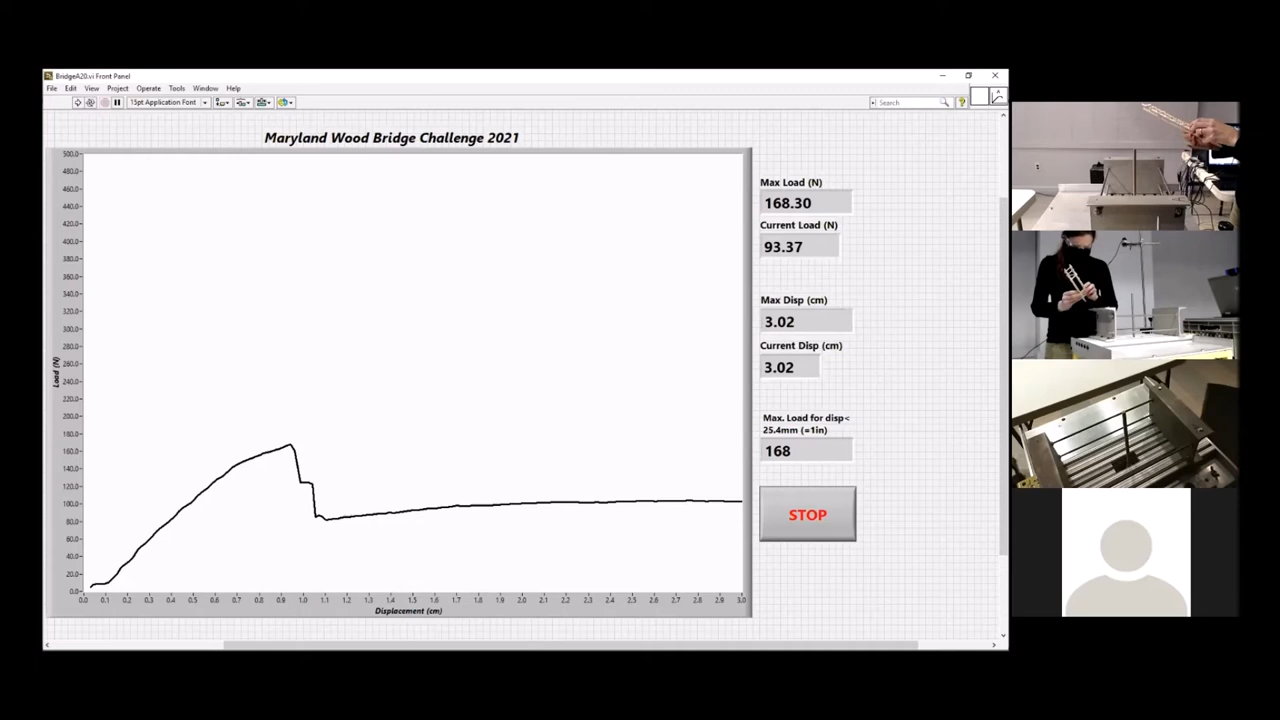 BridgeA20.vi Front Panel
File Edit View Project Operate Tools Window Help
15pt Application Font
Search
Maryland Wood Bridge Challenge 2021
500.0
480.0
460.0
440.0
420.0
400.0
380.0
360.0
340.0
320.0
300.0
280.0
260.0
240.0
220.0
200.0
180.0
160.0
140.0
120.0
100.0
80.0
60.0
40.0
20.0
0.0
Load (N)
0.0 0.1 0.2 0.3 0.4 0.5 0.6 0.7 0.8 0.9 1.0 1.1 1.2 1.3 1.4 1.5 1.6 1.7 1.8 1.9 2.0 2.1 2.2 2.3 2.4 2.5 2.6 2.7 2.8 2.9 3.0
Displacement (cm)
Max Load (N)
168.30
Current Load (N)
93.37
Max Disp (cm)
3.02
Current Disp (cm)
3.02
Max. Load for disp<
25.4mm (=1in)
168
STOP